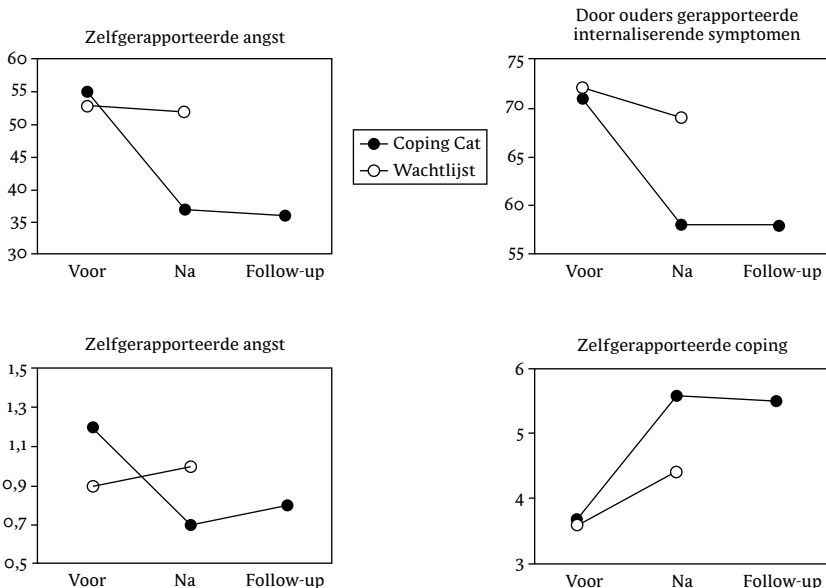 Zelfgerapporteerde angst
60
55
50
45
40
35
30
Voor Na Follow-up
Coping Cat
Wachtlijst
Door ouders gerapporteerde
internaliserende symptomen
75
70
65
60
55
Voor Na Follow-up
Zelfgerapporteerde angst
1,5
1,3
1,1
0,9
0,7
0,5
Voor Na Follow-up
Zelfgerapporteerde coping
6
5
4
3
Voor Na Follow-up